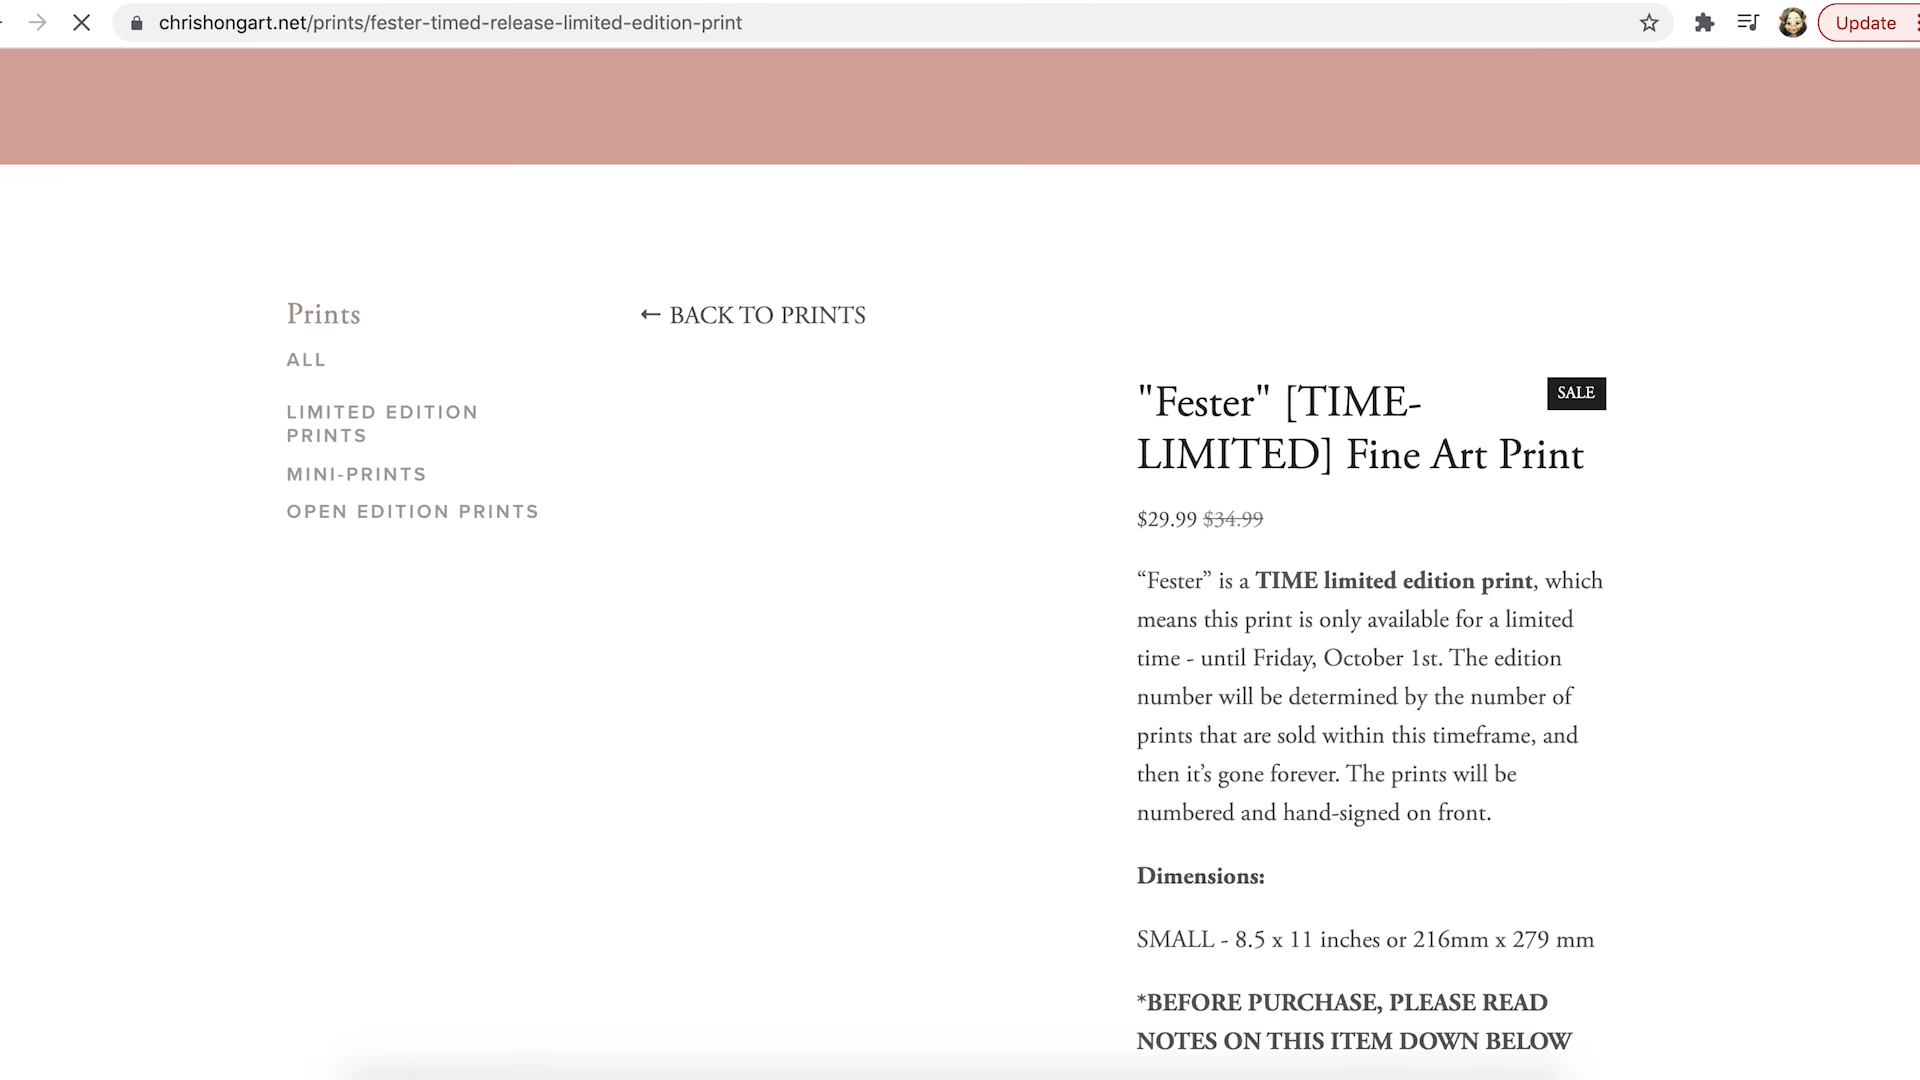 chrishongart.net/prints/fester-timed-release-limited-edition-print
Update
Prints
ALL
LIMITED EDITION
PRINTS
MINI-PRINTS
OPEN EDITION PRINTS
← BACK TO PRINTS
"Fester" [TIME-
LIMITED] Fine Art Print
SALE
$29.99 $34.99
“Fester” is a TIME limited edition print, which
means this print is only available for a limited
time - until Friday, October 1st. The edition
number will be determined by the number of
prints that are sold within this timeframe, and
then it’s gone forever. The prints will be
numbered and hand-signed on front.
Dimensions:
SMALL - 8.5 x 11 inches or 216mm x 279 mm
*BEFORE PURCHASE, PLEASE READ
NOTES ON THIS ITEM DOWN BELOW